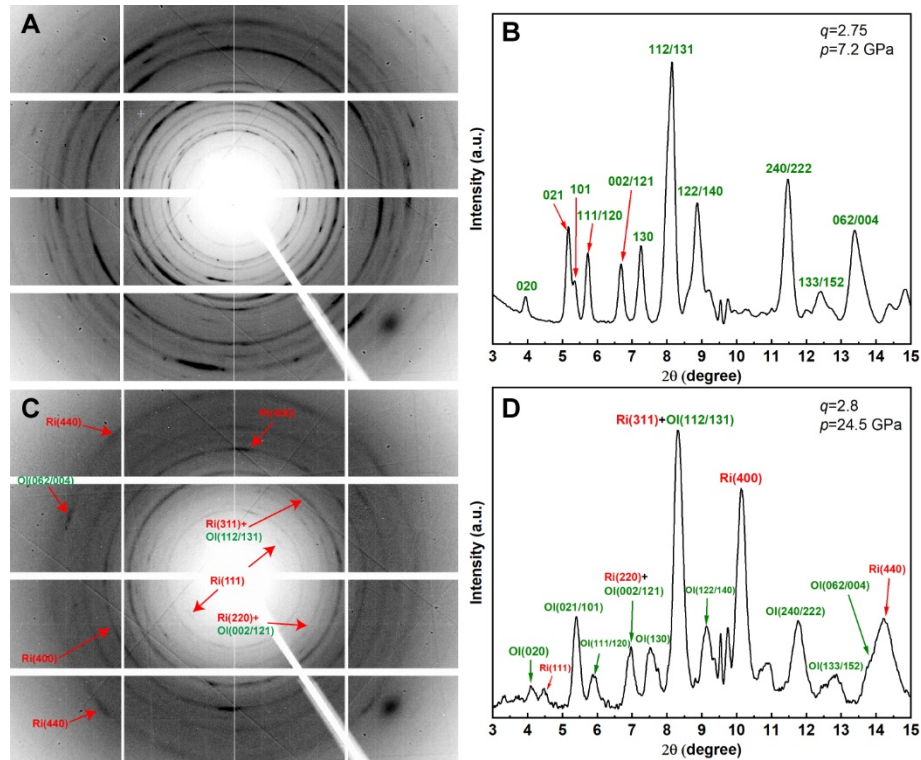 A
B
q=2.75
p=7.2 GPa
112/131
240/222
002/121
122/140
021
101
111/120
130
062/004
020
133/152
Intensity (a.u.)
3 4 5 6 7 8 9 10 11 12 13 14 15
2θ (degree)
C
Ri(440)
Ri(400)
Ol(062/004)
Ri(311)+
Ol(112/131)
Ri(111)
Ri(220)+
Ol(002/121)
Ri(400)
Ri(440)
D
q=2.8
p=24.5 GPa
Ri(311)+Ol(112/131)
Ri(400)
Ri(220)+
Ol(002/121)
Ol(122/140)
Ol(062/004)
Ri(440)
Ol(021/101)
Ol(111/120)
Ol(130)
Ol(240/222)
Ol(020)
Ri(111)
Ol(133/152)
Intensity (a.u.)
3 4 5 6 7 8 9 10 11 12 13 14 15
2θ (degree)